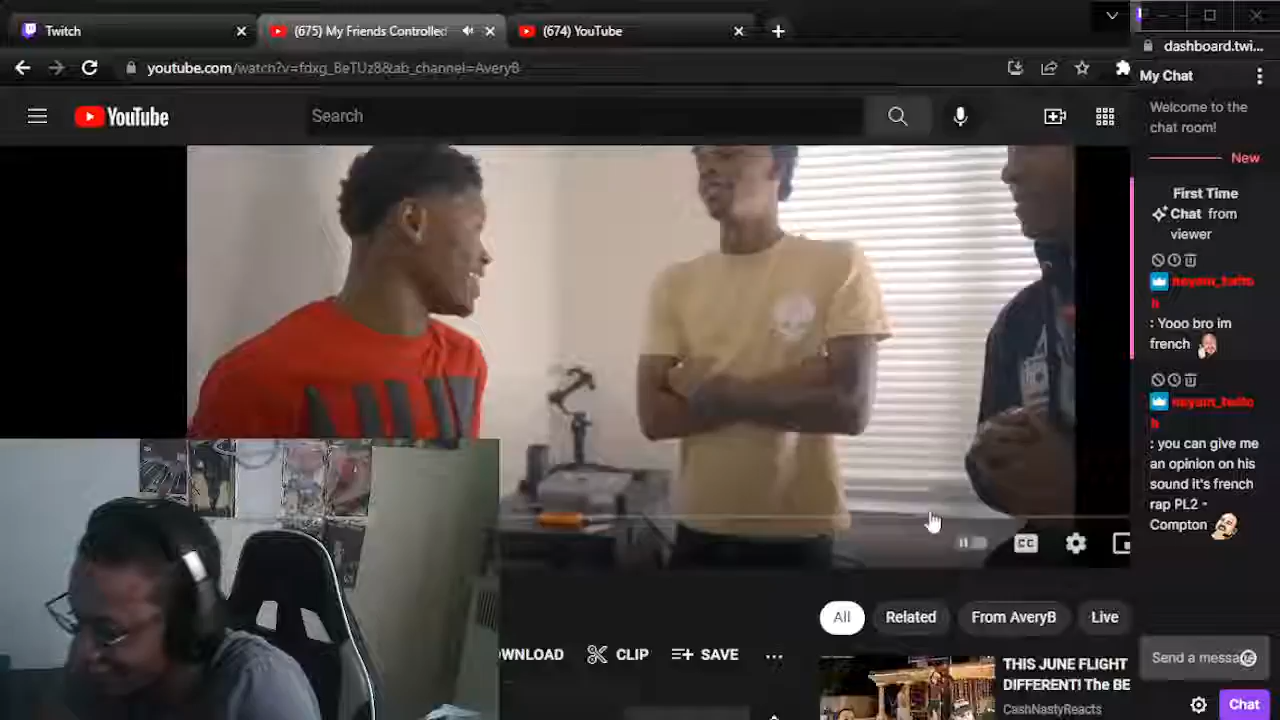 Twitch
(675) My Friends Controlled
(674) YouTube
dashboard.twi...
youtube.com/watch?v=fdxg_BeTUz8&ab_channel=AveryB
My Chat
YouTube
Search
Welcome to the
chat room!
New
First Time
Chat from
viewer
: Yooo bro im
french
: you can give me
an opinion on his
sound it's french
rap PL2 -
Compton
CC
All
Related
From AveryB
Live
OWNLOAD
CLIP
SAVE
...
THIS JUNE FLIGHT
DIFFERENT! The BE
CashNastyReacts
Send a message
Chat